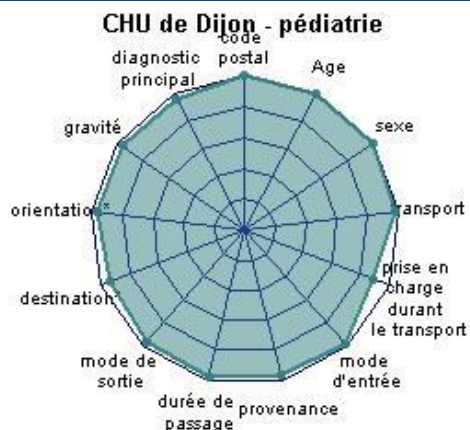 CHU de Dijon - pédiatrie
code
postal
Age
sexe
transport
prise en
charge
durant
le transport
mode
d'entrée
provenance
durée de
passage
mode de
sortie
destination
orientation
gravité
diagnostic
principal